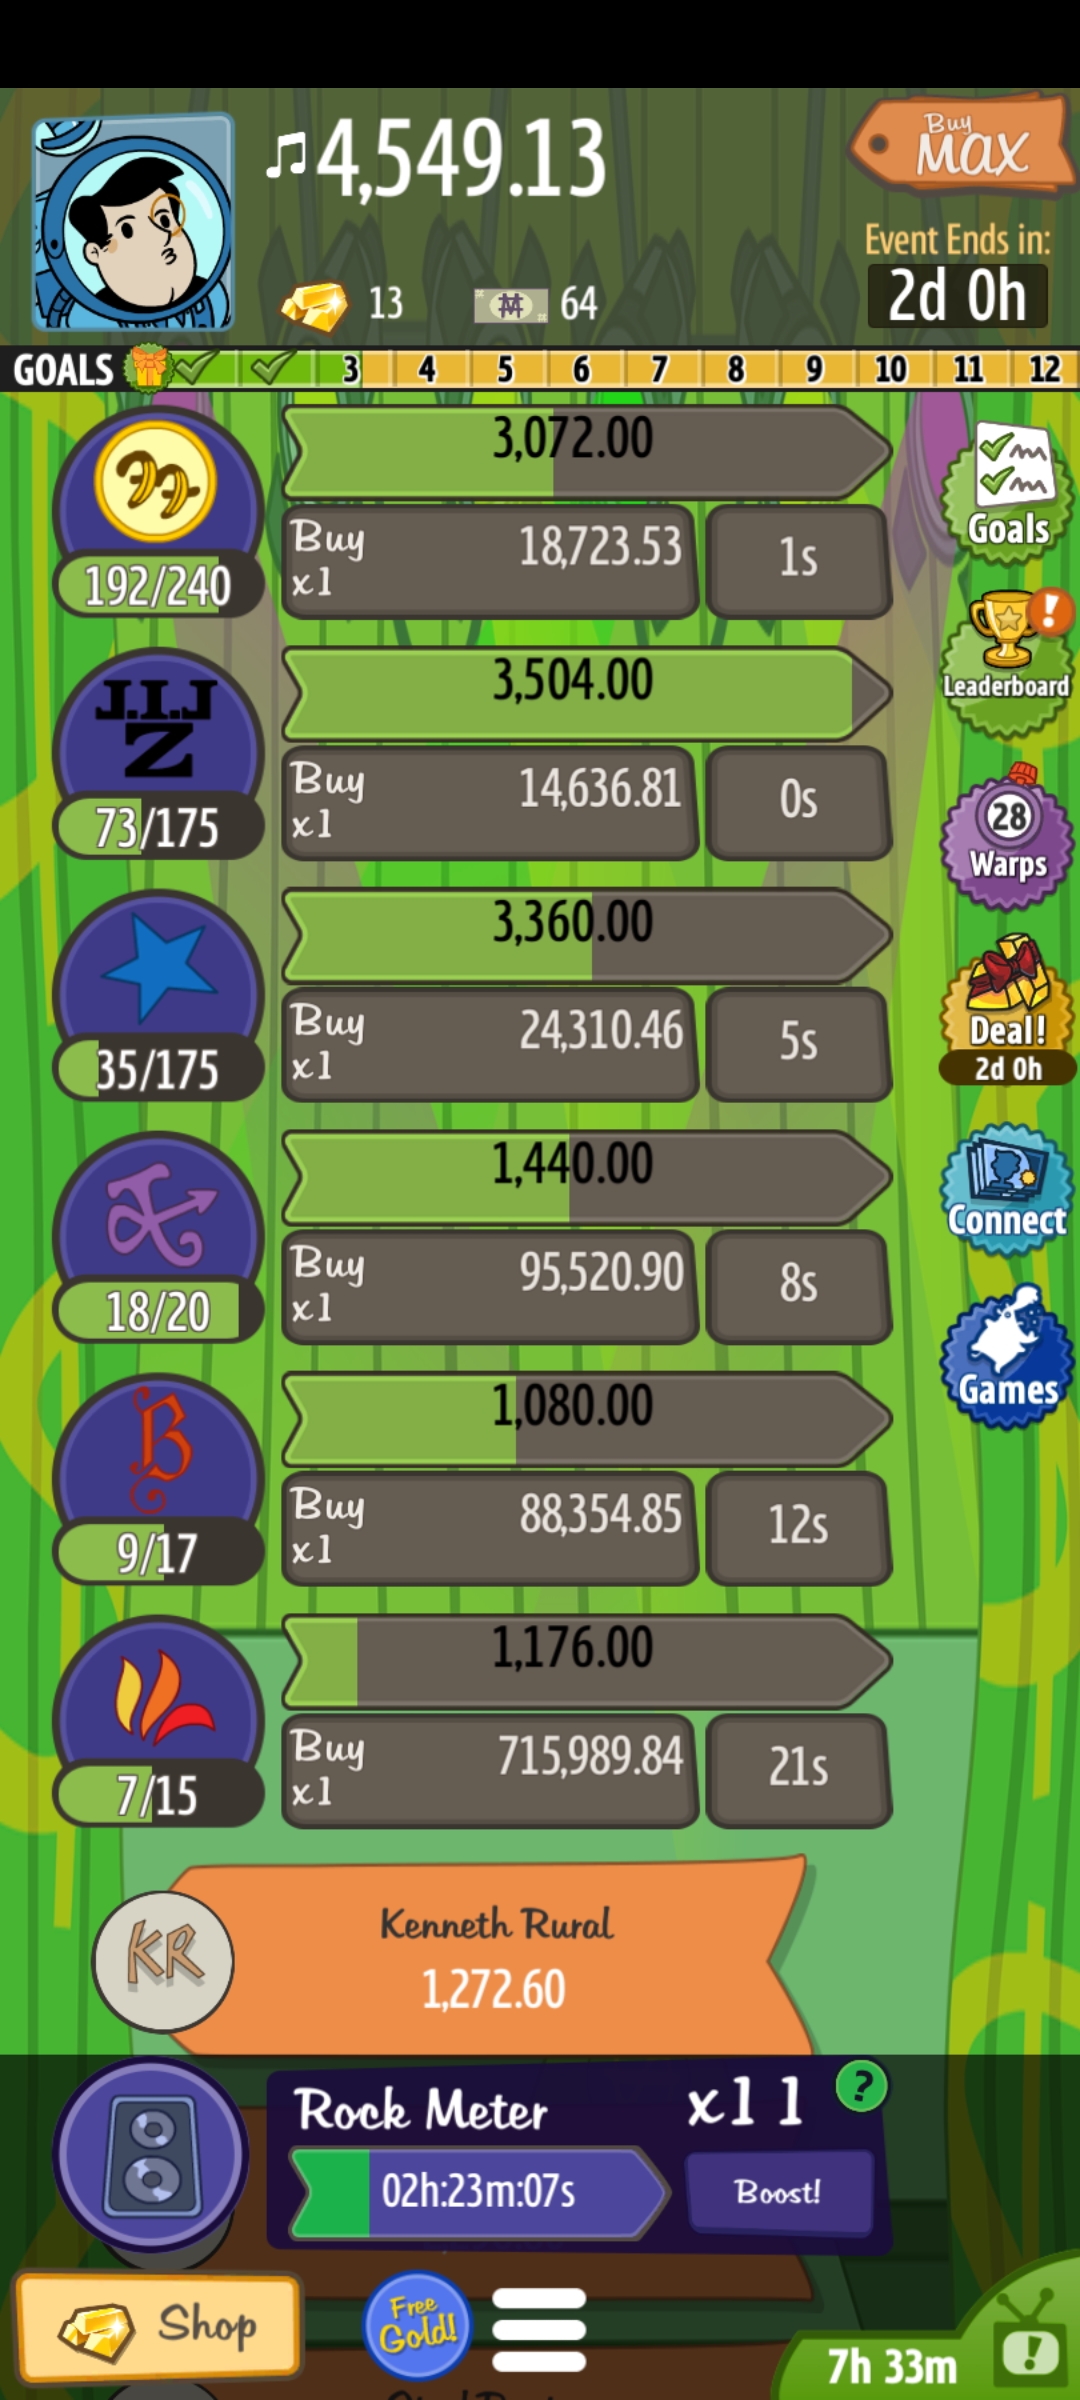 4,549.13
Buy
MAX
Event Ends in:
2d 0h
13
64
GOALS 3 4 5 6 7 8 9 10 11 12
3,072.00
Buy
x1
18,723.53
1s
192/240
Goals
J.I.J
Z
3,504.00
Buy
x1
14,636.81
0s
73/175
Leaderboard
3,360.00
Buy
x1
24,310.46
5s
35/175
28
Warps
Deal!
2d 0h
1,440.00
Buy
x1
95,520.90
8s
18/20
Connect
B
1,080.00
Buy
x1
88,354.85
12s
9/17
Games
1,176.00
Buy
x1
715,989.84
21s
7/15
KR
Kenneth Rural
1,272.60
Rock Meter
x11
?
02h:23m:07s
Boost!
Shop
Free
Gold!
7h 33m